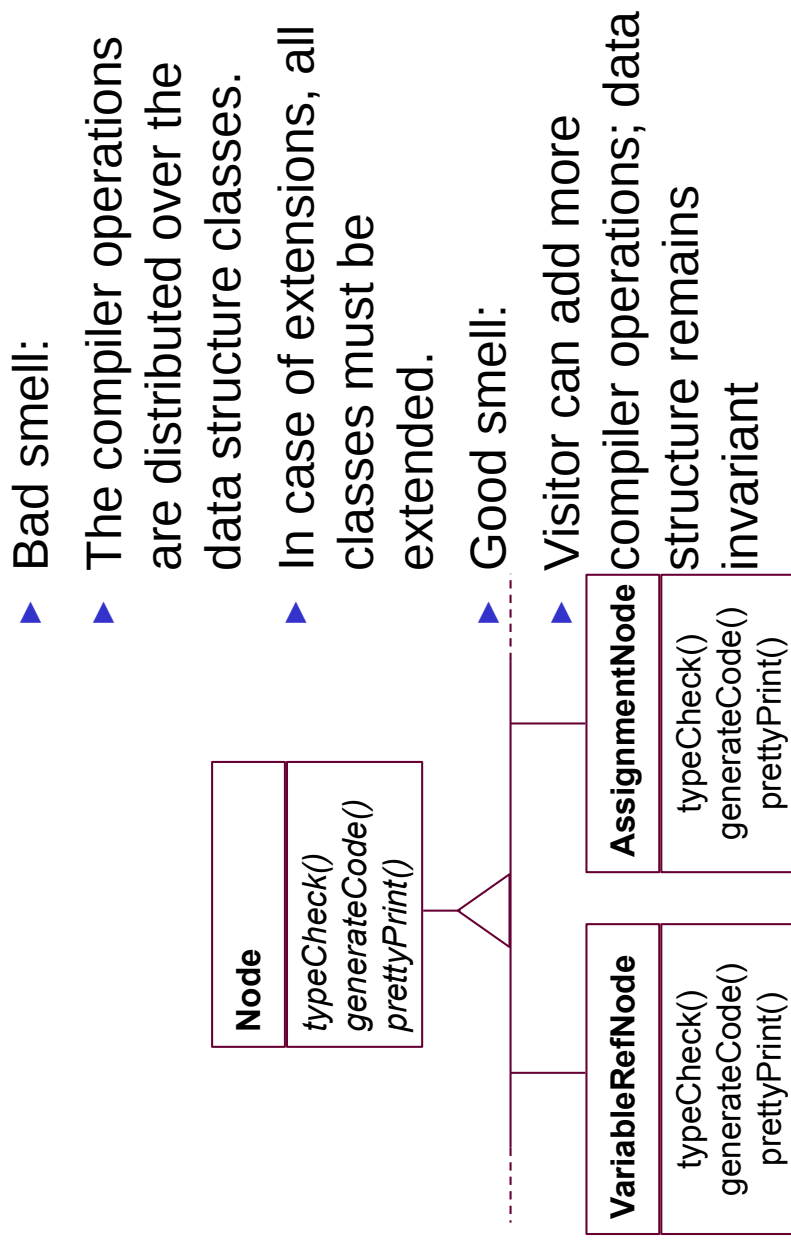 Node
typeCheck()
generateCode()
prettyPrint()
VariableRefNode
typeCheck()
generateCode()
prettyPrint()
AssignmentNode
typeCheck()
generateCode()
prettyPrint()
► Bad smell:
► The compiler operations
are distributed over the
data structure classes.
► In case of extensions, all
classes must be
extended.
► Good smell:
► Visitor can add more
compiler operations; data
structure remains
invariant